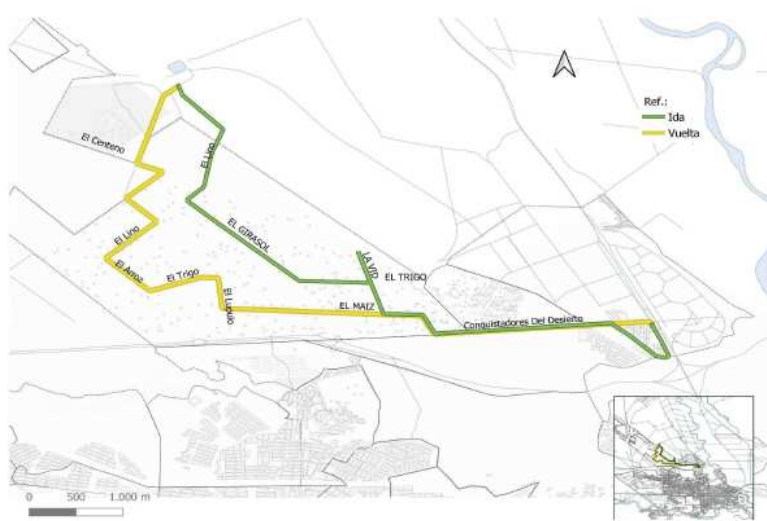 Ref.:
Ida
Vuelta
El Centeno
El Lino
EL GIRASOL
El Lino
LA VID
EL TRIGO
El Arroz
El Trigo
El Lupulo
EL MAIZ
Conquistadores Del Desierto
0 500 1.000 m